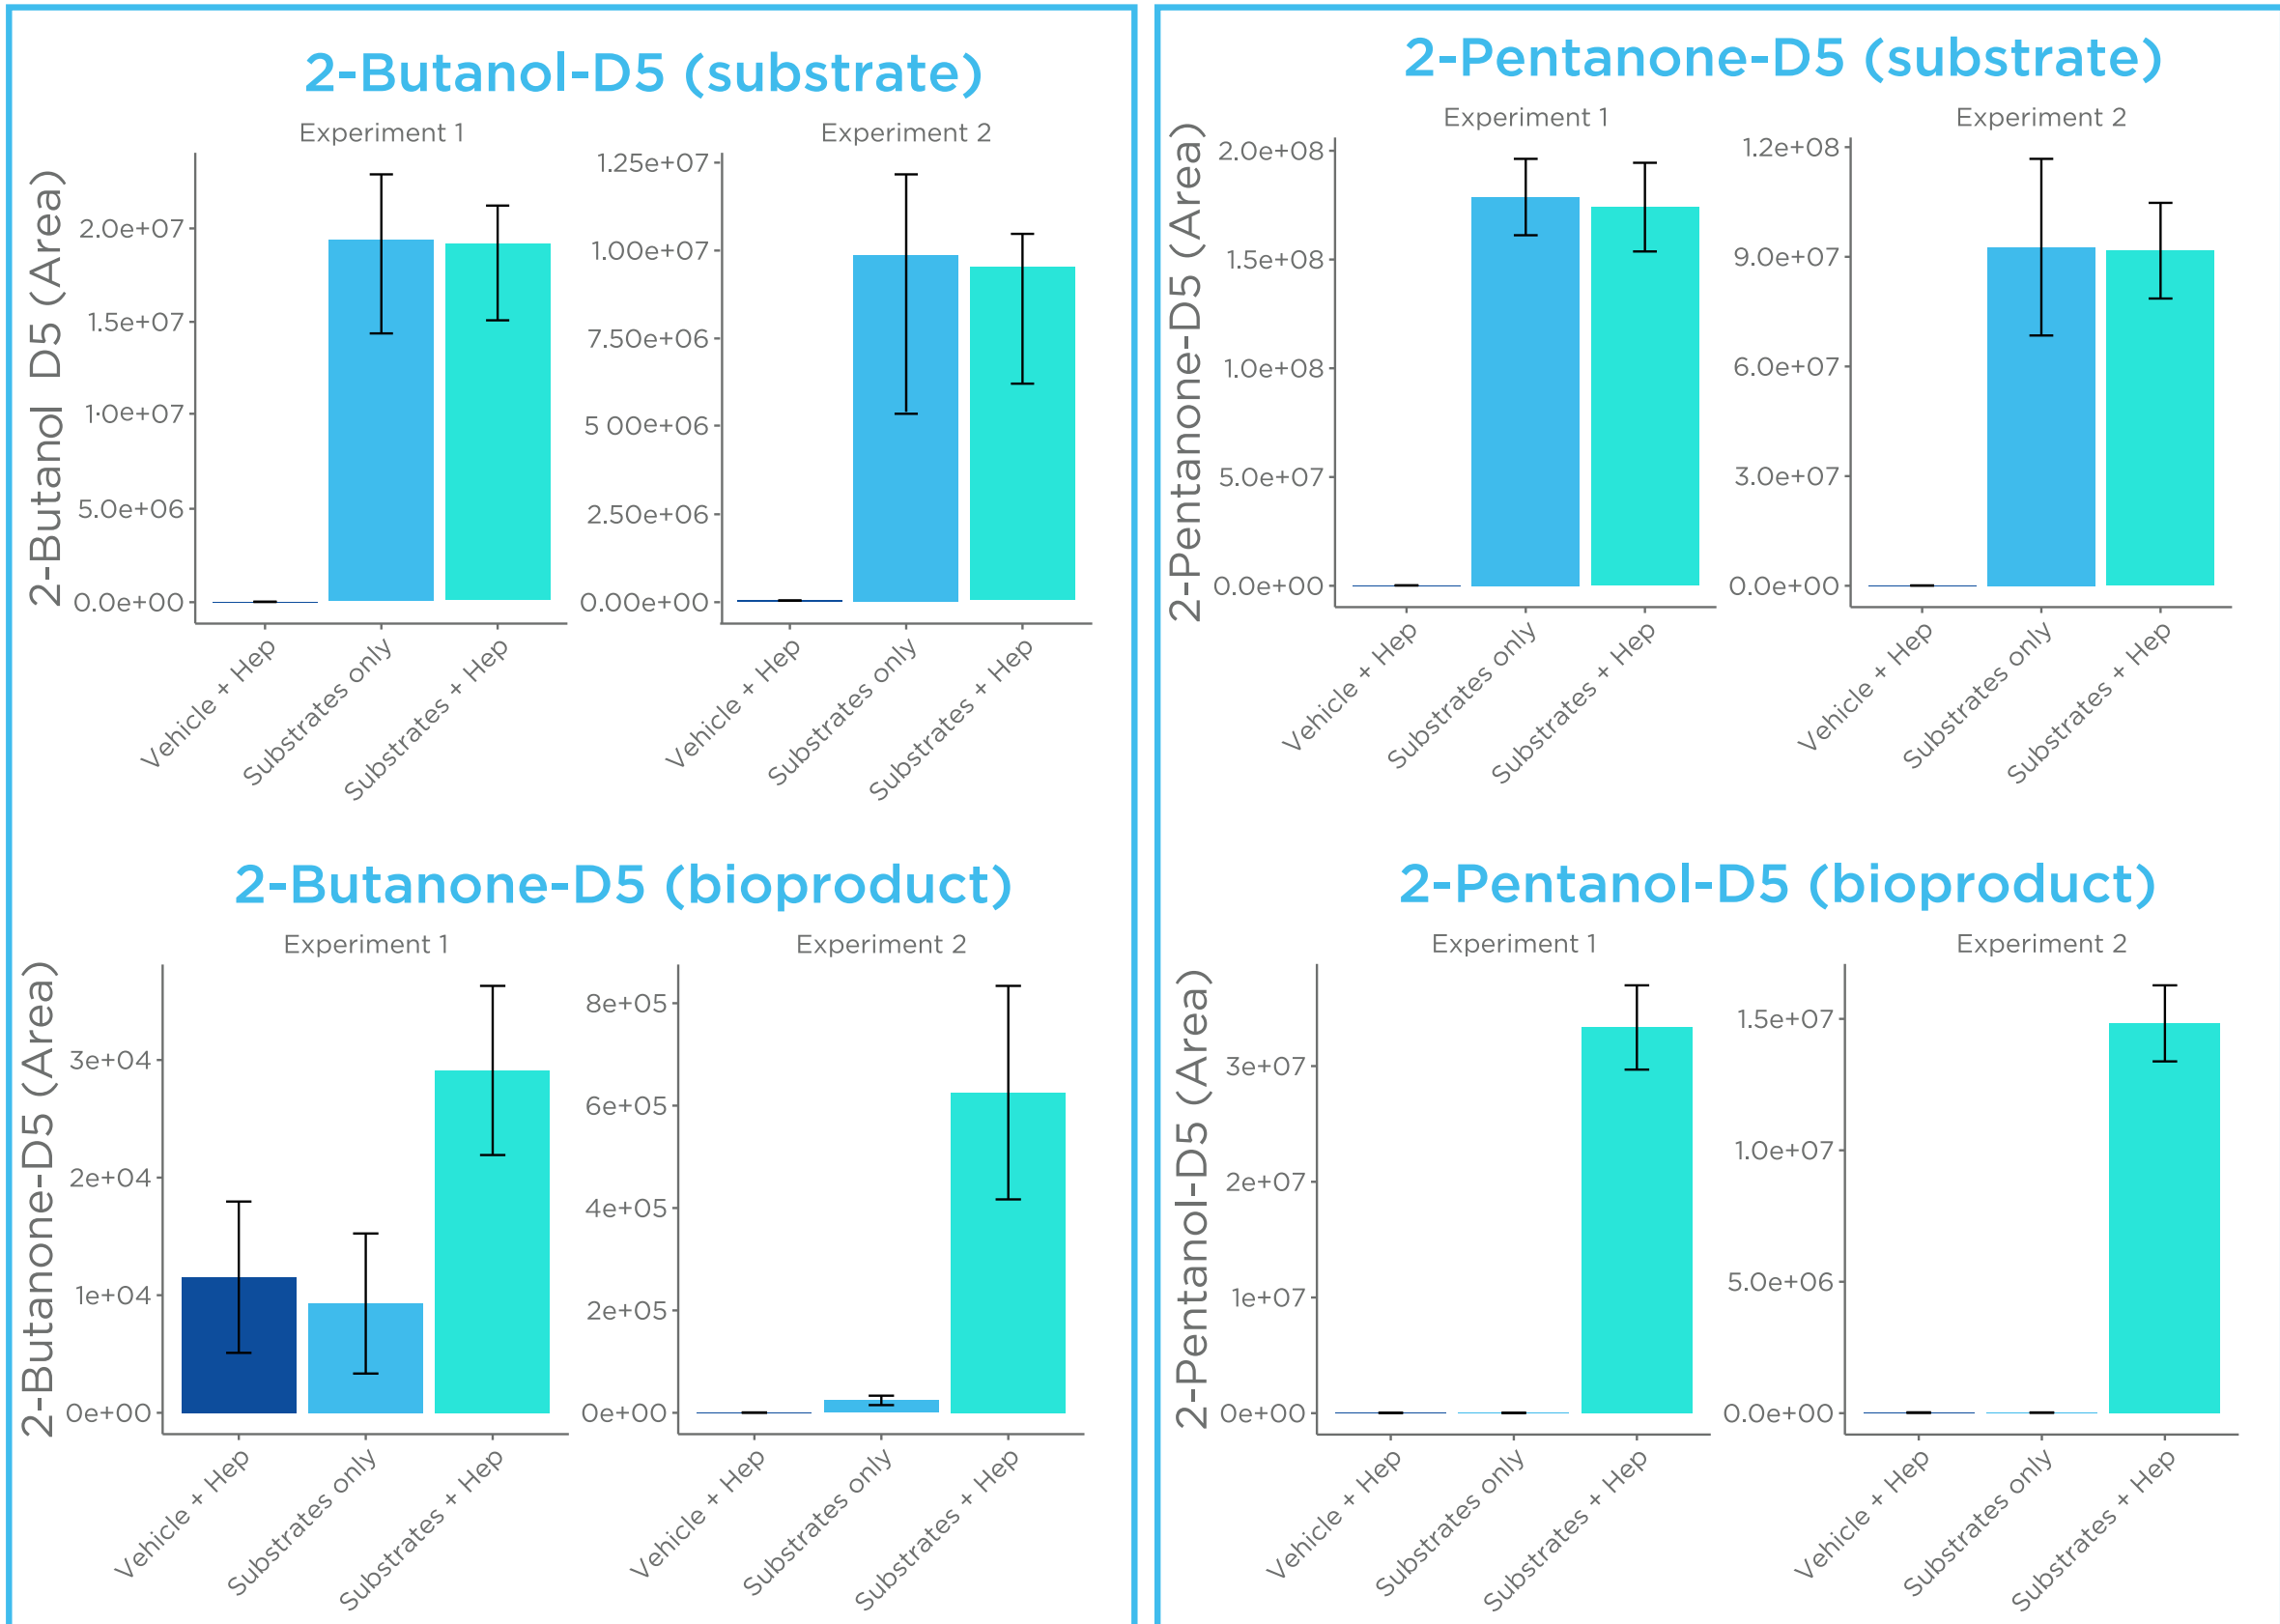 2-Butanol-D5 (substrate)
Experiment 1
Experiment 2
2-Butanol D5 (Area)
2.0e+07
1.5e+07
1·0e+07
5.0e+06
0.0e+00
1.25e+07
1.00e+07
7.50e+06
5 00e+06
2.50e+06
0.00e+00
Vehicle + Hep
Substrates only
Substrates + Hep
Vehicle + Hep
Substrates only
Substrates + Hep
2-Butanone-D5 (bioproduct)
Experiment 1
Experiment 2
2-Butanone-D5 (Area)
3e+04
2e+04
1e+04
0e+00
8e+05
6e+05
4e+05
2e+05
0e+00
Vehicle + Hep
Substrates only
Substrates + Hep
Vehicle + Hep
Substrates only
Substrates + Hep
2-Pentanone-D5 (substrate)
Experiment 1
Experiment 2
2-Pentanone-D5 (Area)
2.0e+08
1.5e+08
1.0e+08
5.0e+07
0.0e+00
1.2e+08
9.0e+07
6.0e+07
3.0e+07
0.0e+00
Vehicle + Hep
Substrates only
Substrates + Hep
Vehicle + Hep
Substrates only
Substrates + Hep
2-Pentanol-D5 (bioproduct)
Experiment 1
Experiment 2
2-Pentanol-D5 (Area)
3e+07
2e+07
1e+07
0e+00
1.5e+07
1.0e+07
5.0e+06
0.0e+00
Vehicle + Hep
Substrates only
Substrates + Hep
Vehicle + Hep
Substrates only
Substrates + Hep